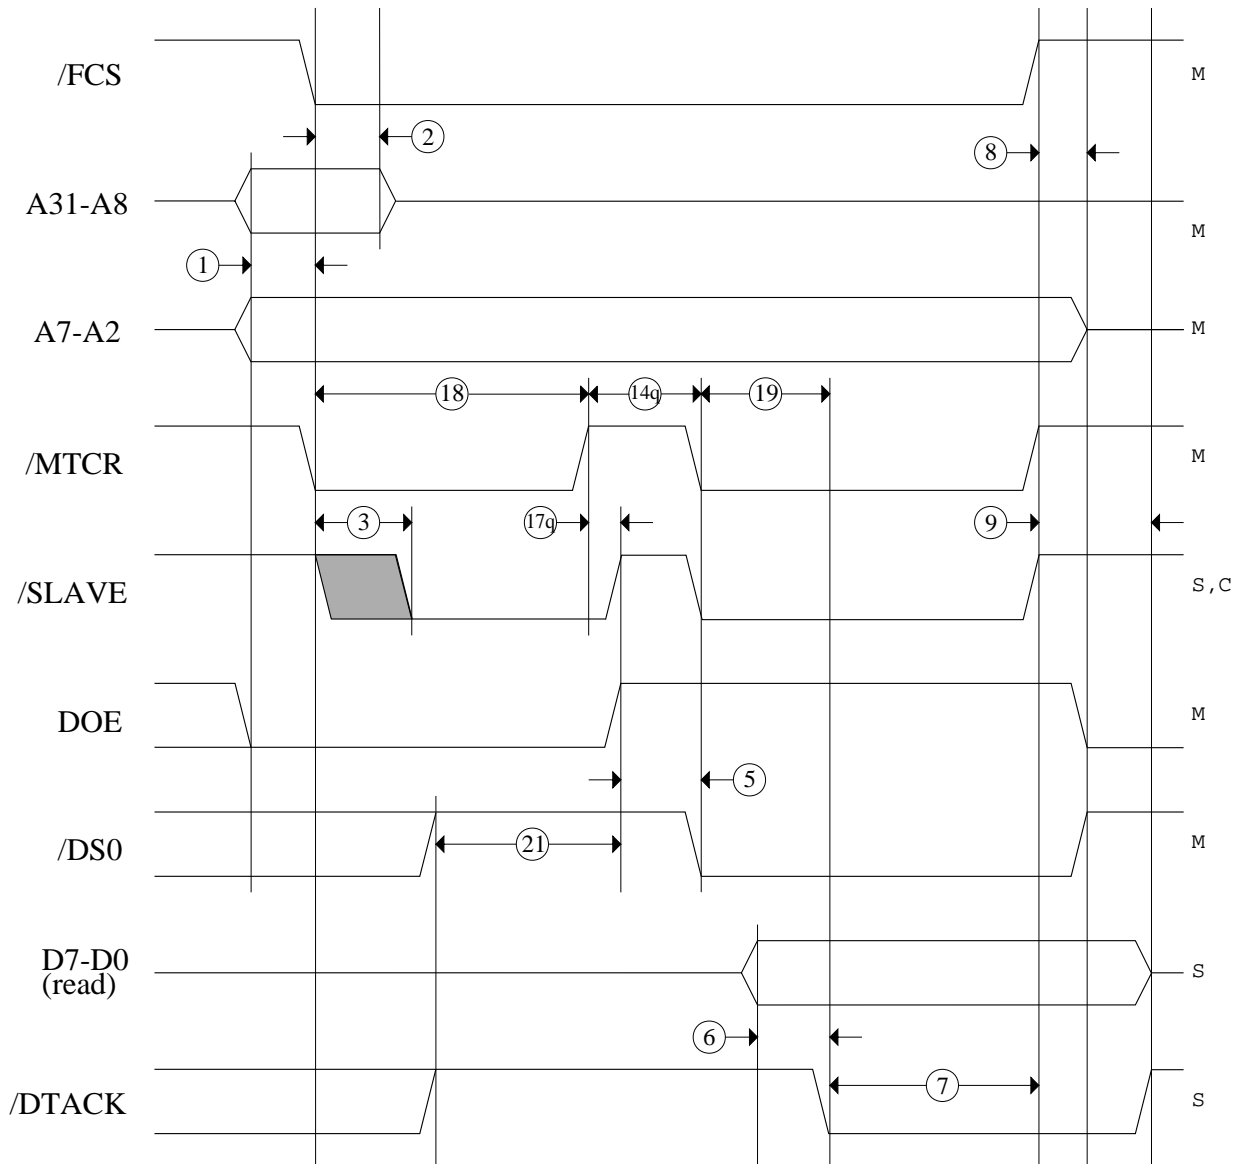 /FCS
M
2
8
A31-A8
M
1
A7-A2
M
18
14q
19
/MTCR
M
3
17q
9
/SLAVE
S,C
DOE
M
5
/DS0
M
21
D7-D0
(read)
S
6
7
/DTACK
S